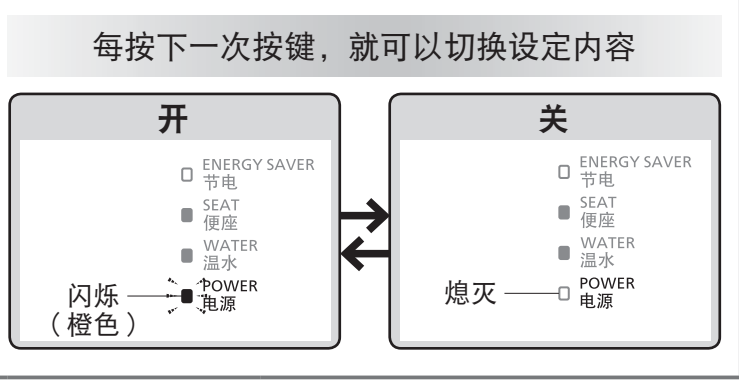 每按下一次按键，就可以切换设定内容
开
ENERGY SAVER
节电
SEAT
便座
WATER
温水
POWER
电源
闪烁
（橙色）
关
ENERGY SAVER
节电
SEAT
便座
WATER
温水
POWER
电源
熄灭